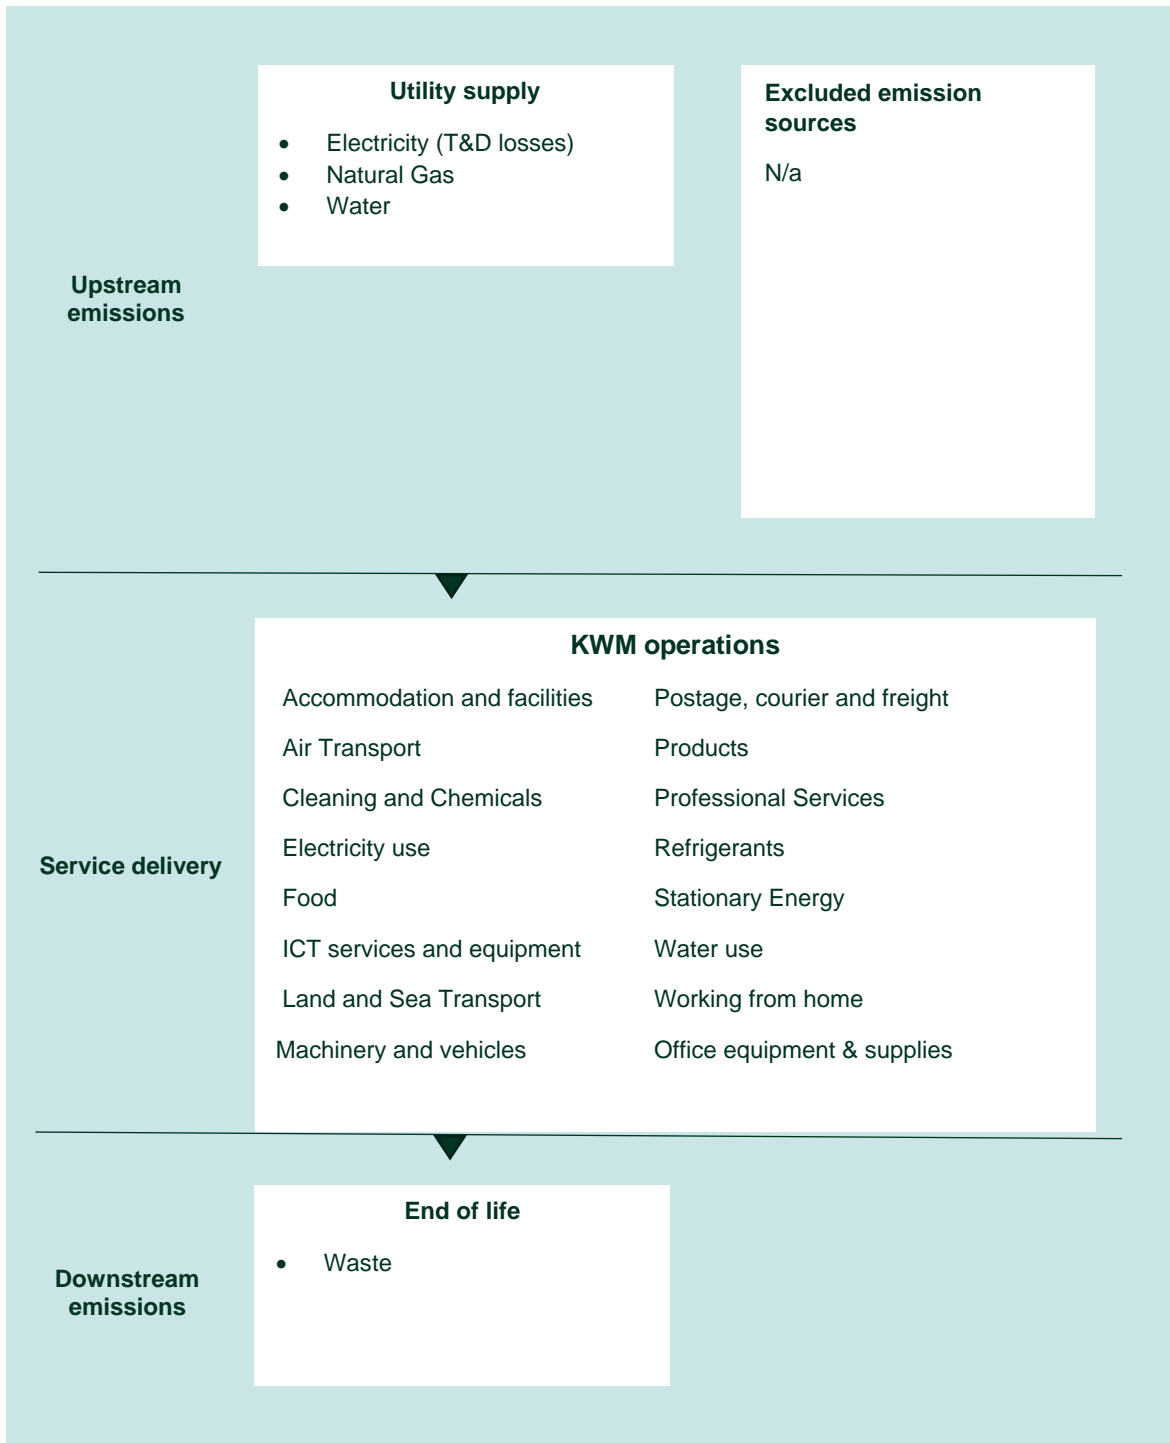 Utility supply
• Electricity (T&D losses)
• Natural Gas
• Water
Excluded emission
sources
N/a
Upstream
emissions
KWM operations
Accommodation and facilities
Air Transport
Cleaning and Chemicals
Electricity use
Food
ICT services and equipment
Land and Sea Transport
Machinery and vehicles
Postage, courier and freight
Products
Professional Services
Refrigerants
Stationary Energy
Water use
Working from home
Office equipment & supplies
Service delivery
End of life
• Waste
Downstream
emissions